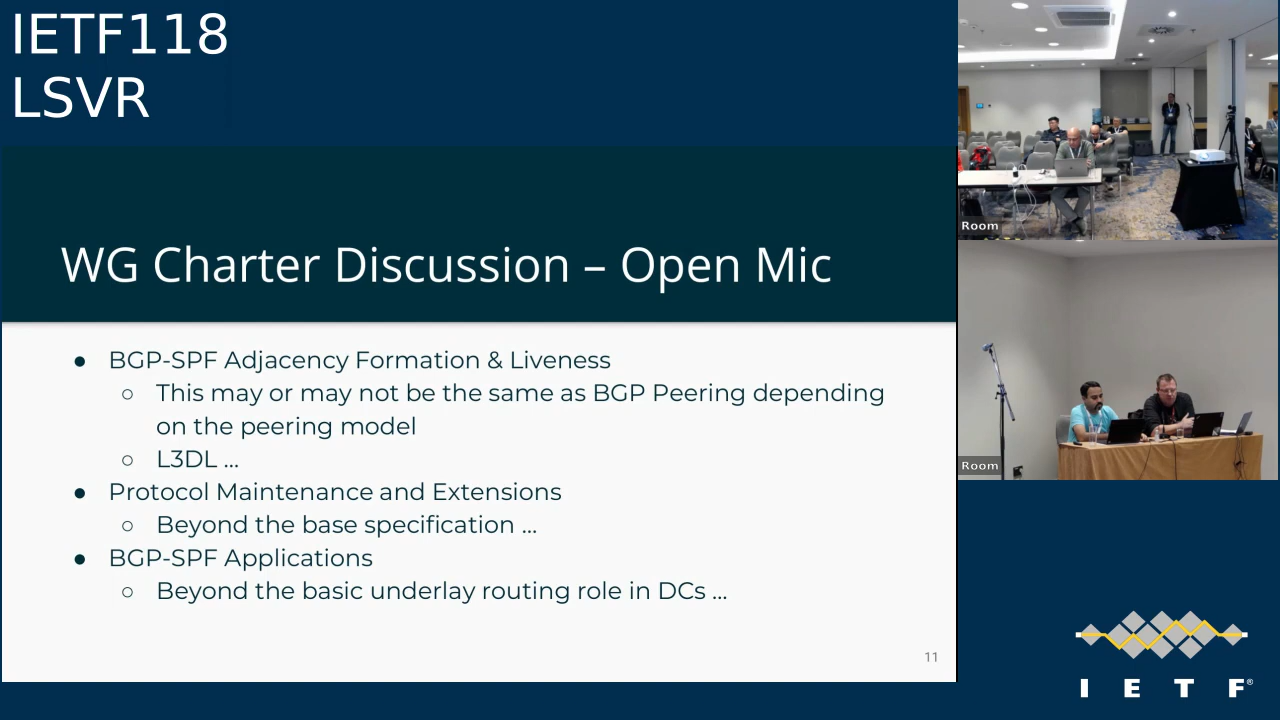 IETF118
LSVR
WG Charter Discussion – Open Mic
● BGP-SPF Adjacency Formation & Liveness
○ This may or may not be the same as BGP Peering depending
on the peering model
○ L3DL ...
● Protocol Maintenance and Extensions
○ Beyond the base specification ...
● BGP-SPF Applications
○ Beyond the basic underlay routing role in DCs ...
11
Room
Room
I E T F®